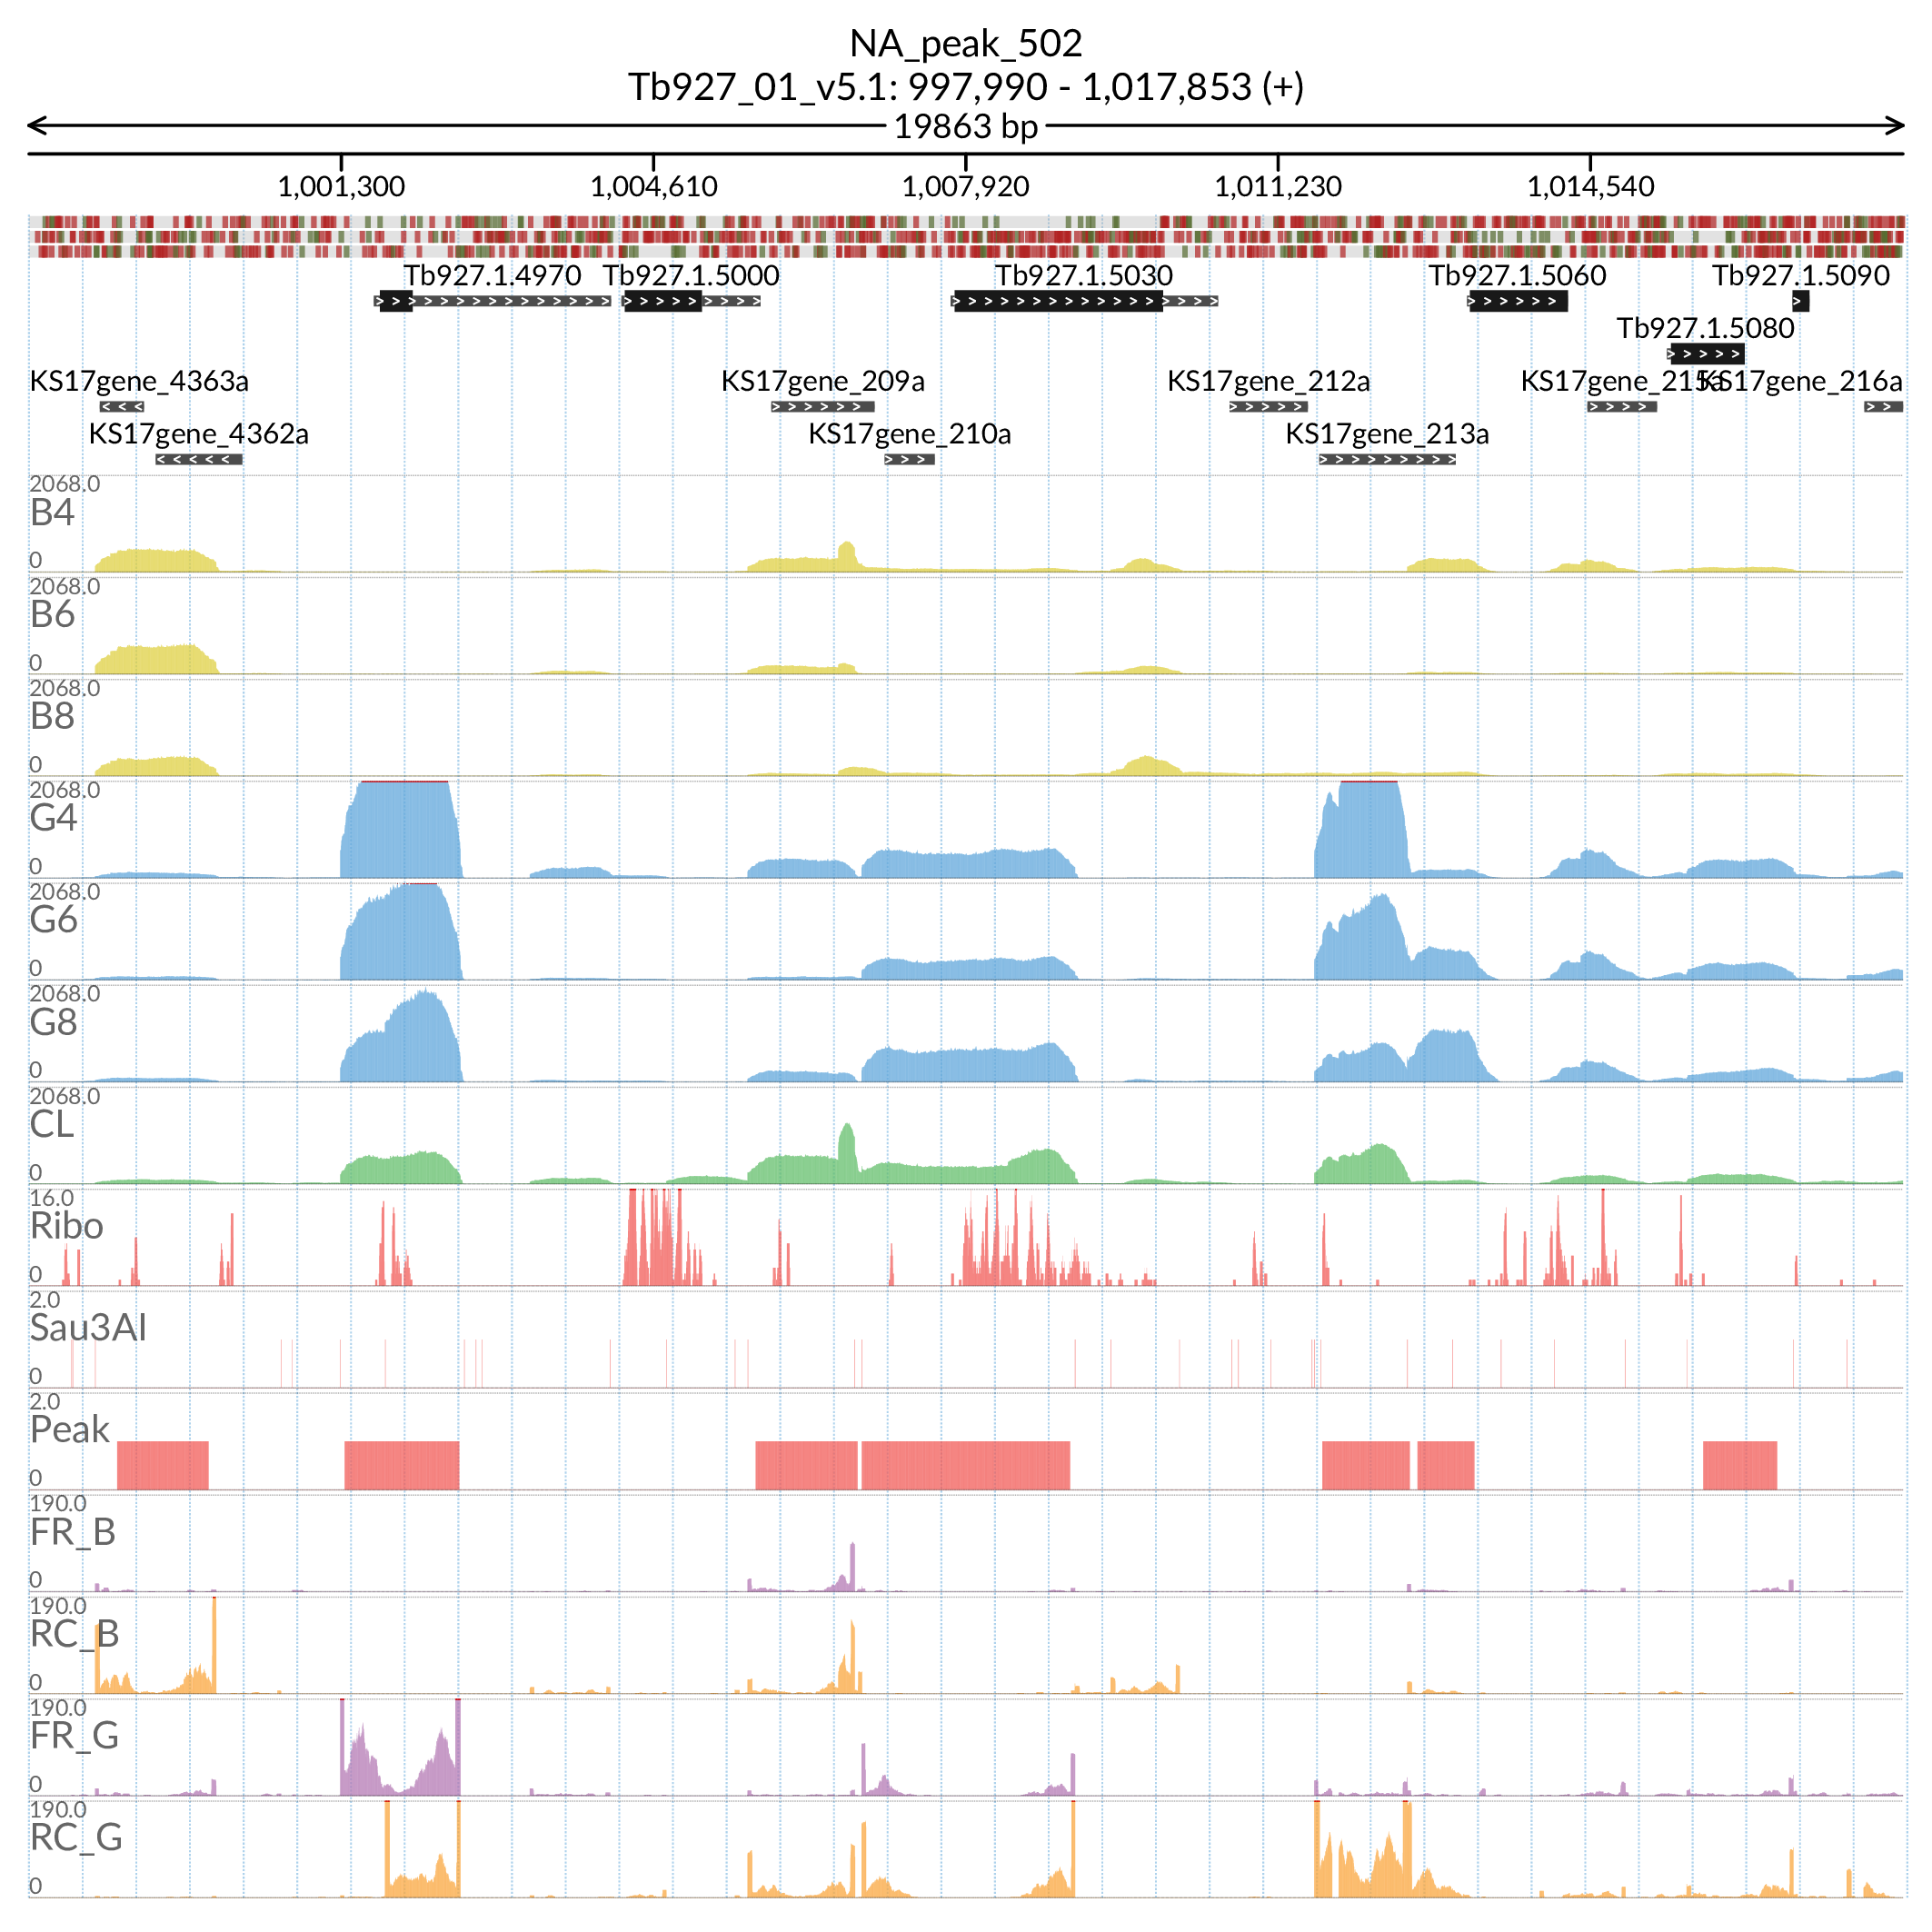 NA_peak_502
Tb927_01_v5.1: 997,990 - 1,017,853 (+)
19863 bp
1,001,300 1,004,610 1,007,920 1,011,230 1,014,540
Tb927.1.4970 Tb927.1.5000 Tb927.1.5030 Tb927.1.5060 Tb927.1.5090
Tb927.1.5080
KS17gene_4363a KS17gene_209a KS17gene_212a KS17gene_215a KS17gene_216a
KS17gene_4362a KS17gene_210a KS17gene_213a
2068.0
B4
0
2068.0
B6
0
2068.0
B8
0
2068.0
G4
0
2068.0
G6
0
2068.0
G8
0
2068.0
CL
0
16.0
Ribo
0
2.0
Sau3AI
0
2.0
Peak
0
190.0
FR_B
0
190.0
RC_B
0
190.0
FR_G
0
190.0
RC_G
0